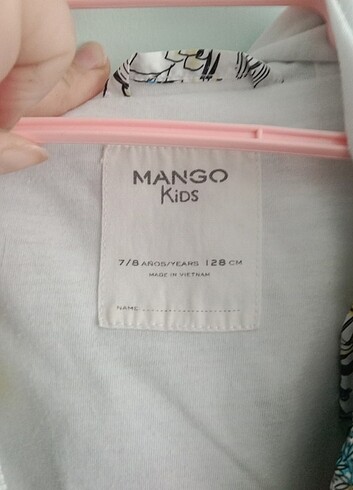 MANGO
KIDS
7/8 AÑOS/YEARS 128 CM
MADE IN VIETNAM
NAME